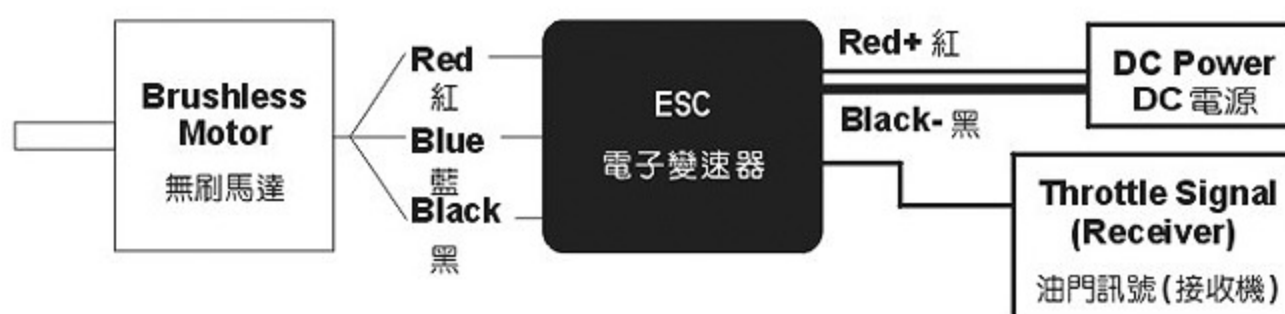 Brushless
Motor
無刷馬達
Red
紅
Blue
藍
Black
黑
ESC
電子變速器
Red+ 紅
Black- 黑
DC Power
DC 電源
Throttle Signal
(Receiver)
油門訊號(接收機)